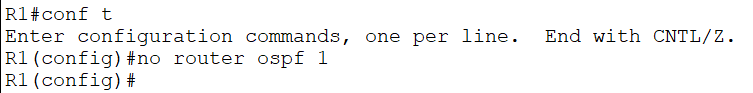 R1#conf t
Enter configuration commands, one per line.  End with CNTL/Z.
R1(config)#no router ospf 1
R1(config)#